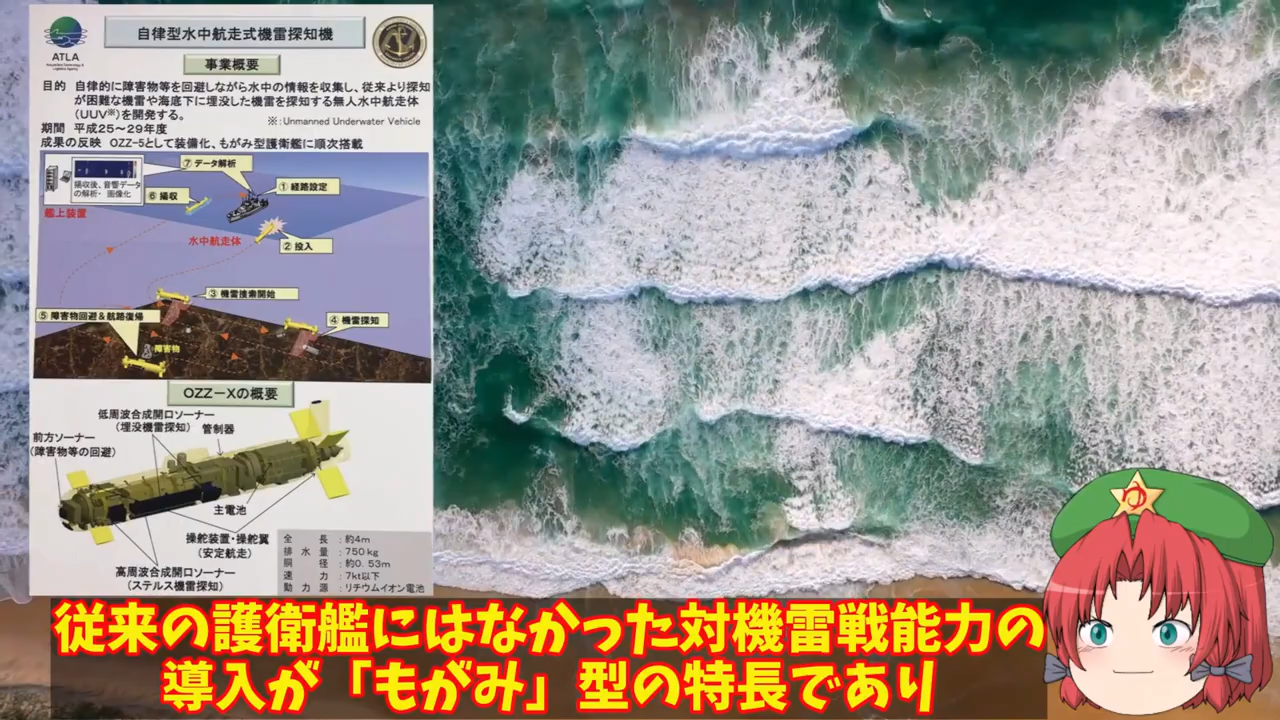 ATLA
自律型水中航走式機雷探知機
事業概要
目的 自律的に障害物等を回避しながら水中の情報を収集し、従来より探知
が困難な機雷や海底下に埋没した機雷を探知する無人水中航走体
(UUV※)を開発する。
※:Unmanned Underwater Vehicle
期間 平成25～29年度
成果の反映 OZZ-5として装備化、もがみ型護衛艦に順次搭載
⑦ データ解析
揚収後、音響データ
の解析・画像化
艦上装置
⑥ 揚収
① 経路設定
水中航走体
② 投入
③ 機雷捜索開始
⑤ 障害物回避&航路復帰
④ 機雷探知
障害物
OZZ-Xの概要
低周波合成開口ソーナー
(埋没機雷探知)
管制器
前方ソーナー
(障害物等の回避)
主電池
操舵装置・操舵翼
(安定航走)
高周波合成開口ソーナー
(ステルス機雷探知)
全長:約4m
排水量:750kg
胴径:約0.53m
速力:7kt以下
動力源:リチウムイオン電池
従来の護衛艦にはなかった対機雷戦能力の
導入が「もがみ」型の特長であり